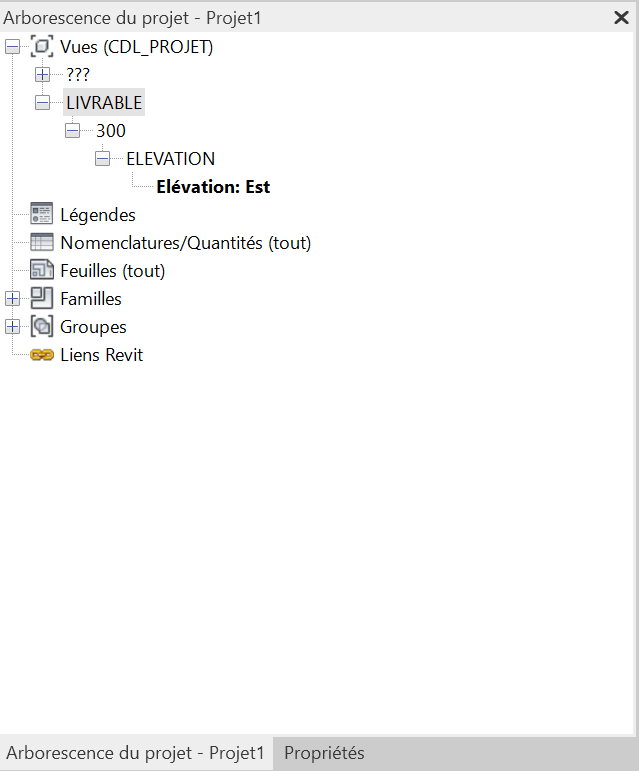 Arborescence du projet - Projet1
Vues (CDL_PROJET)
???
LIVRABLE
300
ELEVATION
Elévation: Est
Légendes
Nomenclatures/Quantités (tout)
Feuilles (tout)
Familles
Groupes
Liens Revit
Arborescence du projet - Projet1 Propriétés